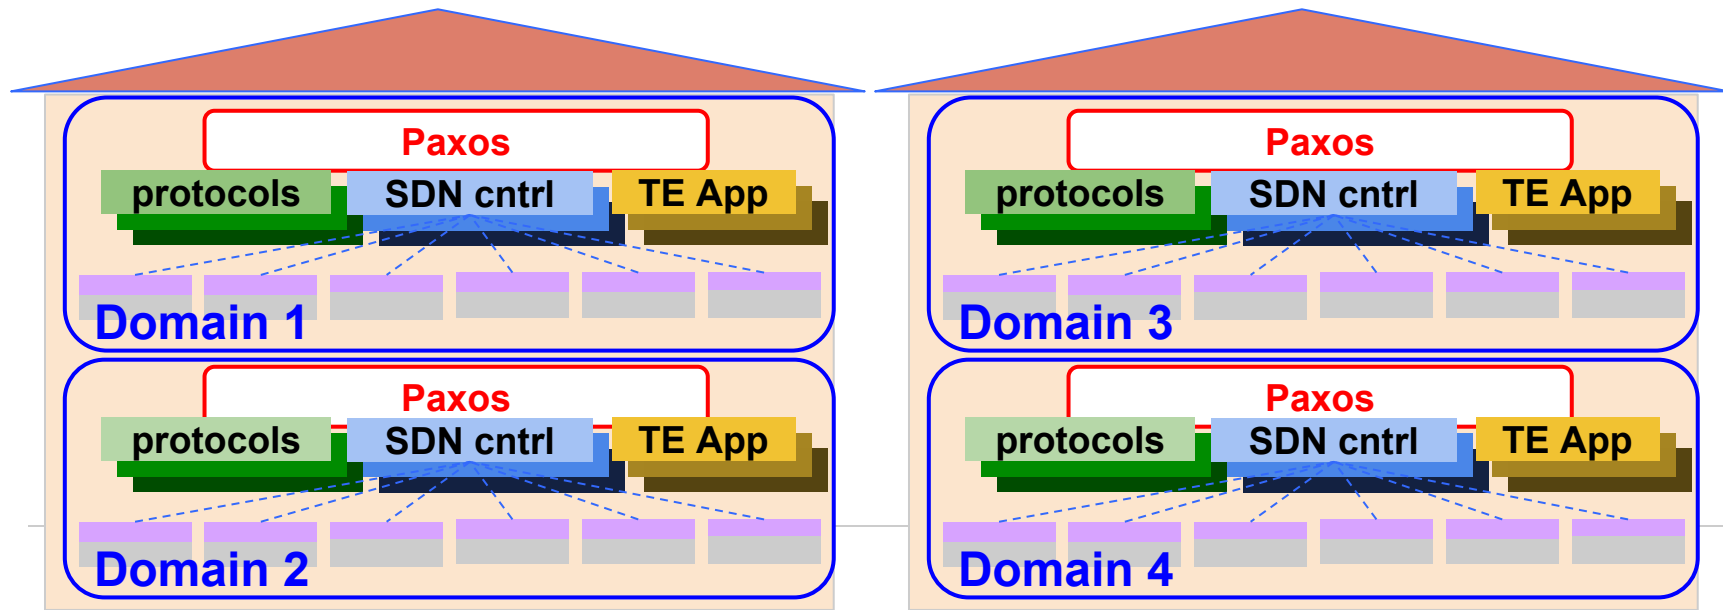 Paxos
protocols SDN cntrl TE App
Domain 1
Paxos
protocols SDN cntrl TE App
Domain 2
Paxos
protocols SDN cntrl TE App
Domain 3
Paxos
protocols SDN cntrl TE App
Domain 4